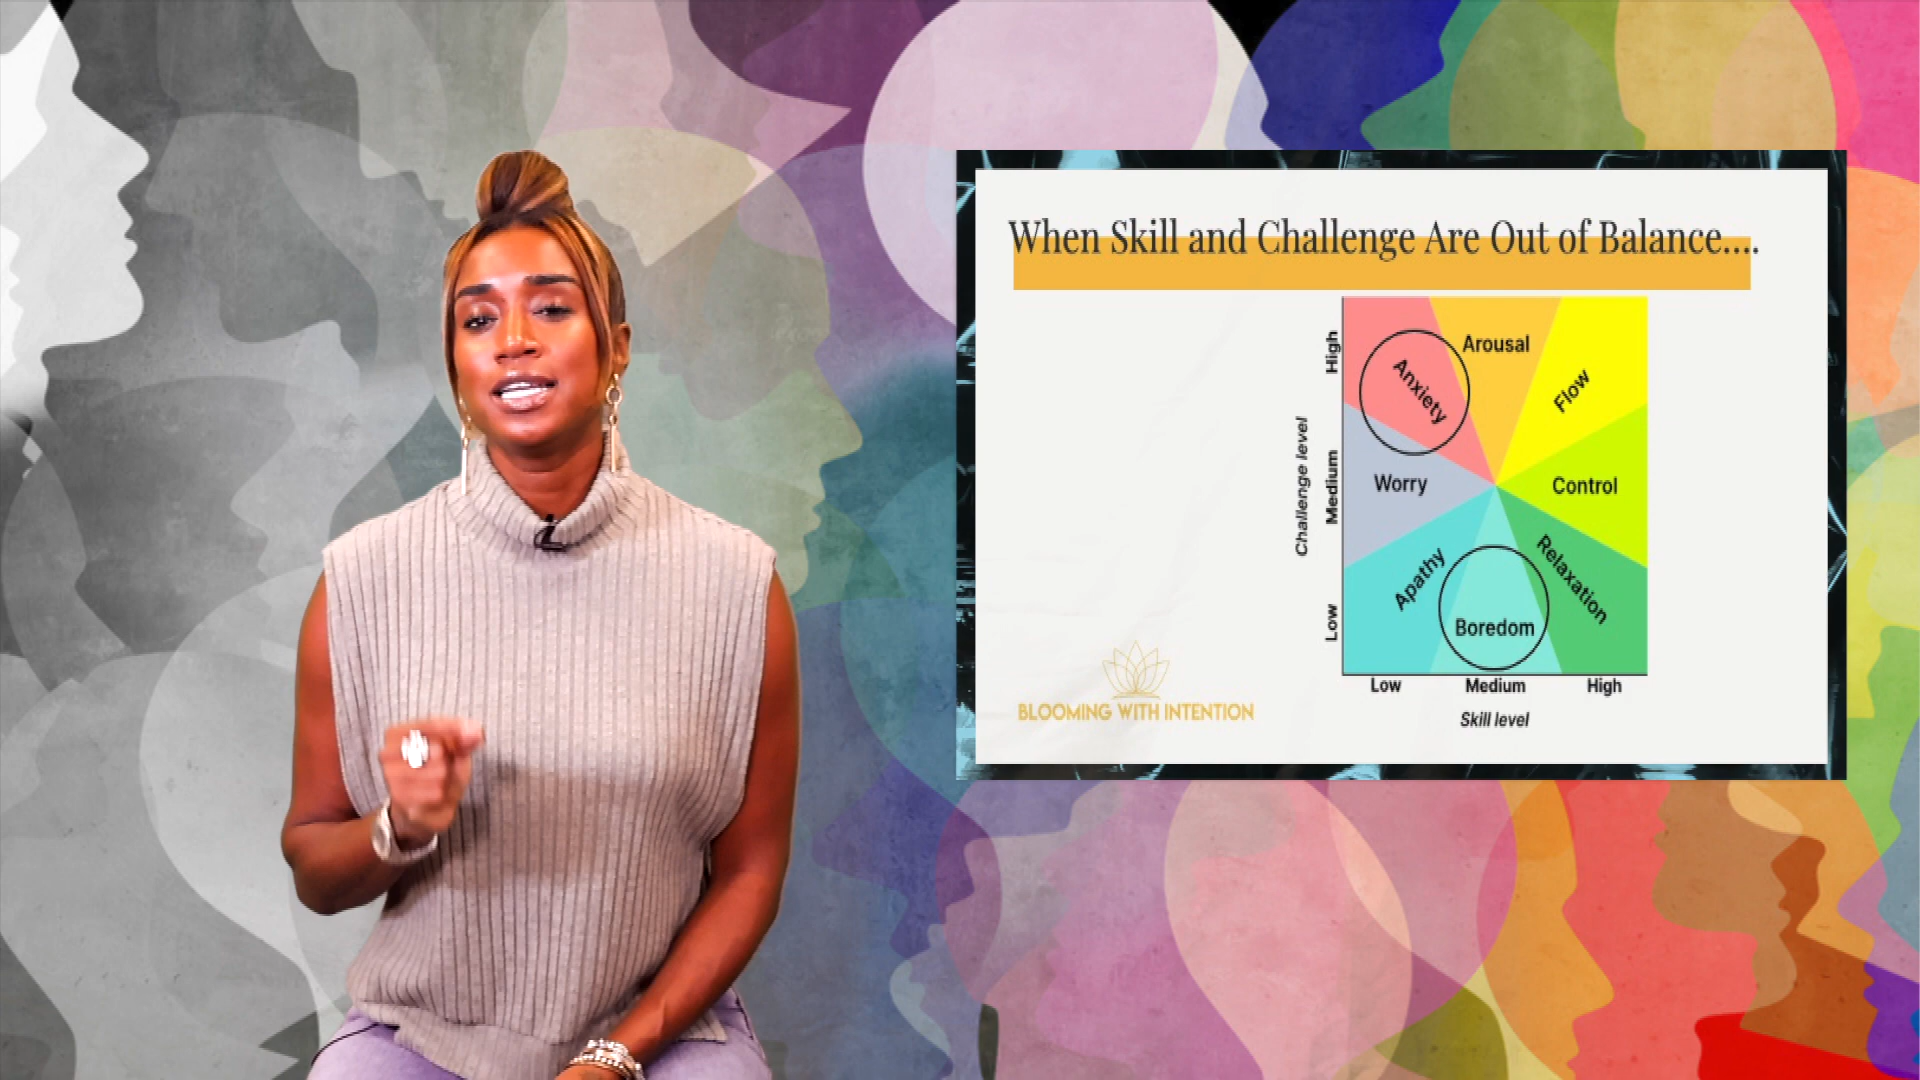 When Skill and Challenge Are Out of Balance....
High
Arousal
Anxiety
Flow
Challenge level
Medium
Worry
Control
Apathy
Relaxation
Low
Boredom
Low
Medium
High
Skill level
BLOOMING WITH INTENTION